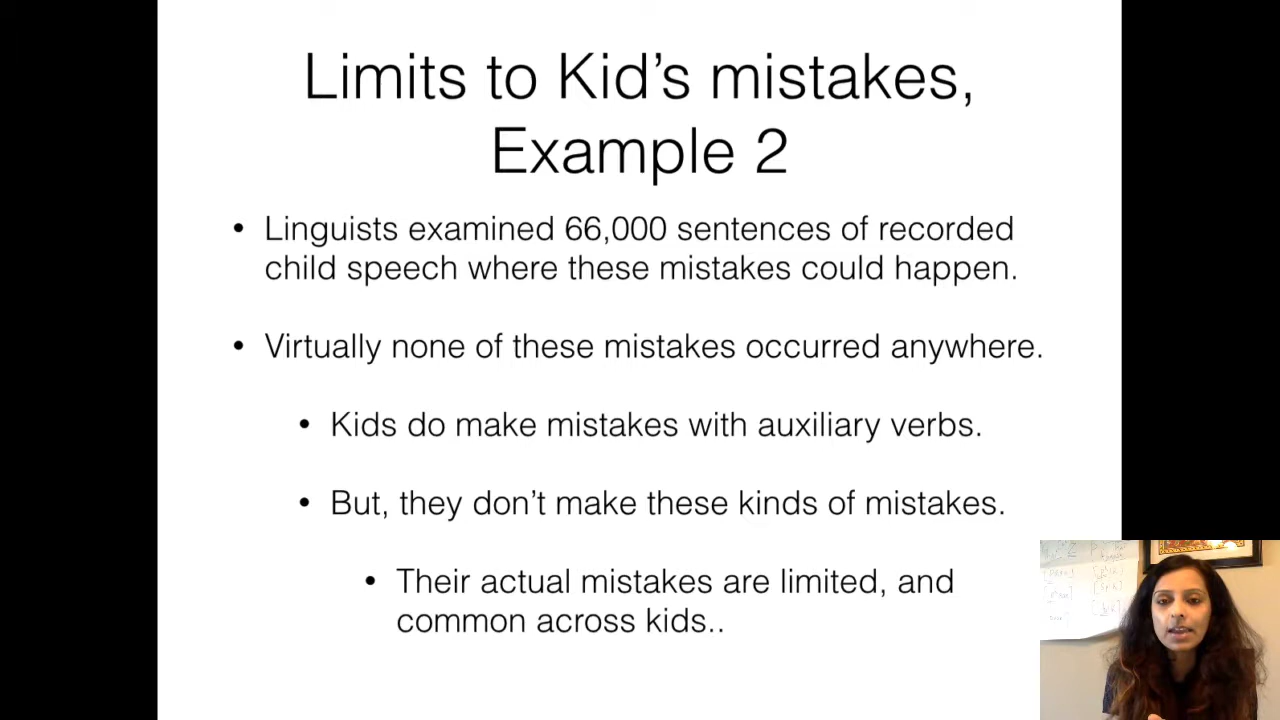 Limits to Kid's mistakes,
Example 2
• Linguists examined 66,000 sentences of recorded
child speech where these mistakes could happen.
• Virtually none of these mistakes occurred anywhere.
• Kids do make mistakes with auxiliary verbs.
• But, they don't make these kinds of mistakes.
• Their actual mistakes are limited, and
common across kids..